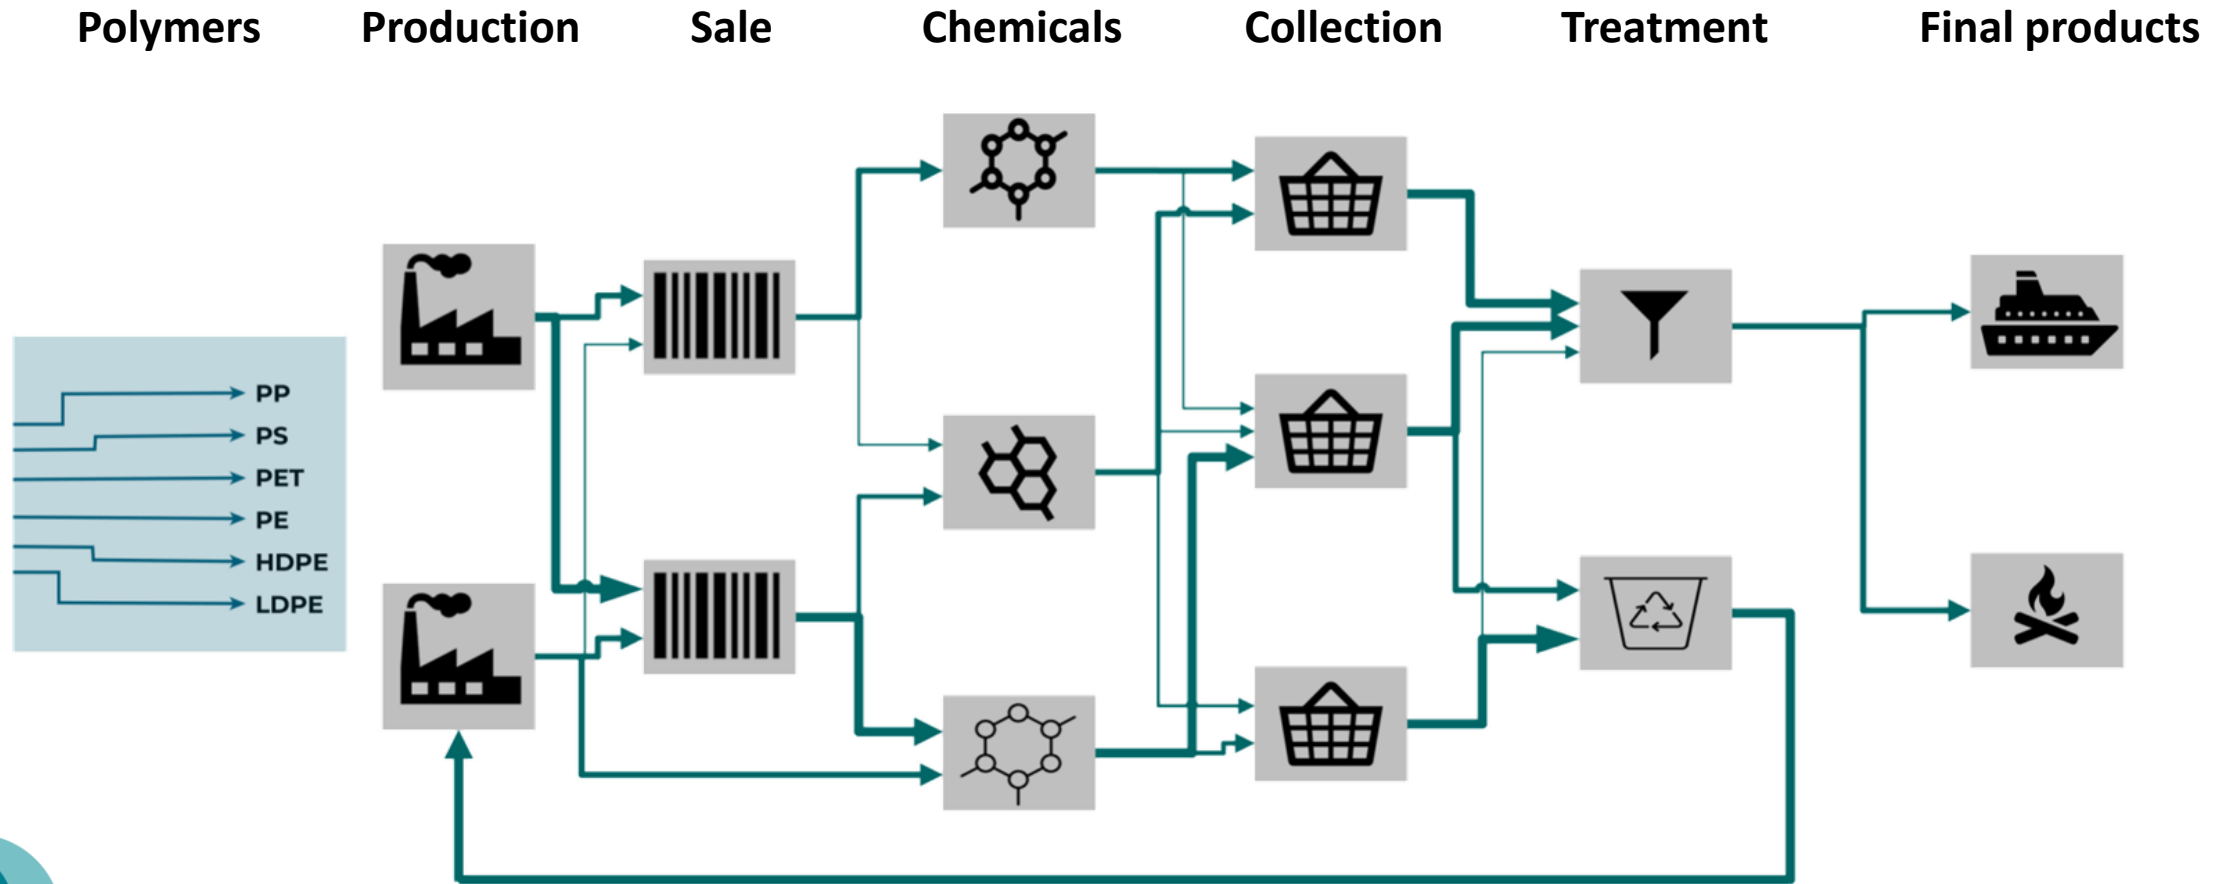 Polymers Production Sale Chemicals Collection Treatment Final products
PP
PS
PET
PE
HDPE
LDPE